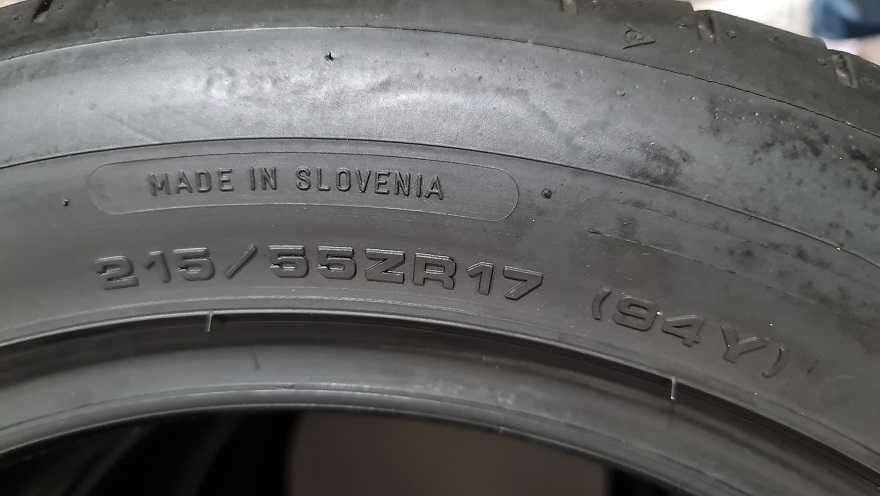 MADE IN SLOVENIA
215/55ZR17 (94Y)